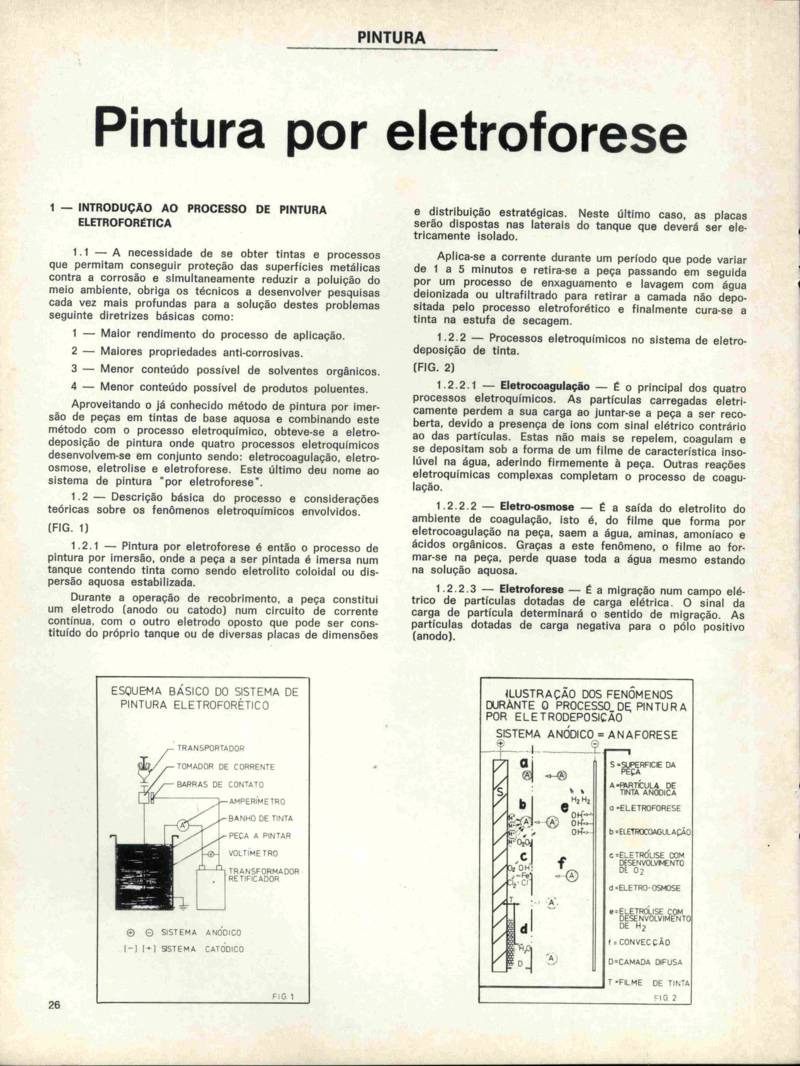 PINTURA
Pintura por eletroforese
1 — INTRODUÇÃO AO PROCESSO DE PINTURA
ELETROFORÉTICA
1.1 — A necessidade de se obter tintas e processos
que permitam conseguir proteção das superfícies metálicas
contra a corrosão e simultaneamente reduzir a poluição do
meio ambiente, obriga os técnicos a desenvolver pesquisas
cada vez mais profundas para a solução destes problemas
seguinte diretrizes básicas como:
1 — Maior rendimento do processo de aplicação.
2 — Maiores propriedades anti-corrosivas.
3 — Menor conteúdo possível de solventes orgânicos.
4 — Menor conteúdo possível de produtos poluentes.
Aproveitando o já conhecido método de pintura por imer-
são de peças em tintas de base aquosa e combinando este
método com o processo eletroquímico, obteve-se a eletro-
deposição de pintura onde quatro processos eletroquímicos
desenvolvem-se em conjunto sendo: eletrocoagulação, eletro-
osmose, eletrolise e eletroforese. Este último deu nome ao
sistema de pintura "por eletroforese".
1.2 — Descrição básica do processo e considerações
teóricas sobre os fenômenos eletroquímicos envolvidos.
(FIG. 1)
1.2.1 — Pintura por eletroforese é então o processo de
pintura por imersão, onde a peça a ser pintada é imersa num
tanque contendo tinta como sendo eletrolito coloidal ou dis-
persão aquosa estabilizada.
Durante a operação de recobrimento, a peça constitui
um eletrodo (anodo ou catodo) num circuito de corrente
contínua, com o outro eletrodo oposto que pode ser cons-
tituído do próprio tanque ou de diversas placas de dimensões
e distribuição estratégicas. Neste último caso, as placas
serão dispostas nas laterais do tanque que deverá ser ele-
tricamente isolado.
Aplica-se a corrente durante um período que pode variar
de 1 a 5 minutos e retira-se a peça passando em seguida
por um processo de enxaguamento e lavagem com água
deionizada ou ultrafiltrado para retirar a camada não depo-
sitada pelo processo eletroforético e finalmente cura-se a
tinta na estufa de secagem.
1.2.2 — Processos eletroquímicos no sistema de eletro-
deposição de tinta.
(FIG. 2)
1.2.2.1 — Eletrocoagulação — É o principal dos quatro
processos eletroquímicos. As partículas carregadas eletri-
camente perdem a sua carga ao juntar-se a peça a ser reco-
berta, devido a presença de ions com sinal elétrico contrário
ao das partículas. Estas não mais se repelem, coagulam e
se depositam sob a forma de um filme de característica inso-
lúvel na água, aderindo firmemente à peça. Outras reações
eletroquímicas complexas completam o processo de coagu-
lação.
1.2.2.2 — Eletro-osmose — É a saída do eletrolito do
ambiente de coagulação, isto é, do filme que forma por
eletrocoagulação na peça, saem a água, aminas, amoníaco e
ácidos orgânicos. Graças a este fenômeno, o filme ao for-
mar-se na peça, perde quase toda a água mesmo estando
na solução aquosa.
1.2.2.3 — Eletroforese — É a migração num campo elé-
trico de partículas dotadas de carga elétrica. O sinal da
carga de partícula determinará o sentido de migração. As
partículas dotadas de carga negativa para o pólo positivo
(anodo).
ESQUEMA BÁSICO DO SISTEMA DE
PINTURA ELETROFORÉTICO
TRANSPORTADOR
TOMADOR DE CORRENTE
BARRAS DE CONTATO
AMPERÍMETRO
A
BANHO DE TINTA
PEÇA A PINTAR
VOLTÍMETRO
TRANSFORMADOR
RETIFICADOR
⊕ ⊖ SISTEMA ANÓDICO
[−] [+] SISTEMA CATÓDICO
FIG 1
ILUSTRAÇÃO DOS FENÔMENOS
DURANTE O PROCESSO DE PINTURA
POR ELETRODEPOSIÇÃO
SISTEMA ANÓDICO = ANAFORESE
⊕ ⊖
a
A A
S
b
e
H2 H2
OH
OH
OH
A
O2
c
f
O2 OH
Cl2 Cl
A
T
A
d
H2O
D
A
S=SUPERFICIE DA
PEÇA
A=PARTÍCULA DE
TINTA ANÓDICA
a=ELETROFORESE
b=ELETROCOAGULAÇÃO
c=ELETRÓLISE COM
DESENVOLVIMENTO
DE O2
d=ELETRO-OSMOSE
e=ELETRÓLISE COM
DESENVOLVIMENTO
DE H2
f=CONVECÇÃO
D=CAMADA DIFUSA
T=FILME DE TINTA
FIG 2
26